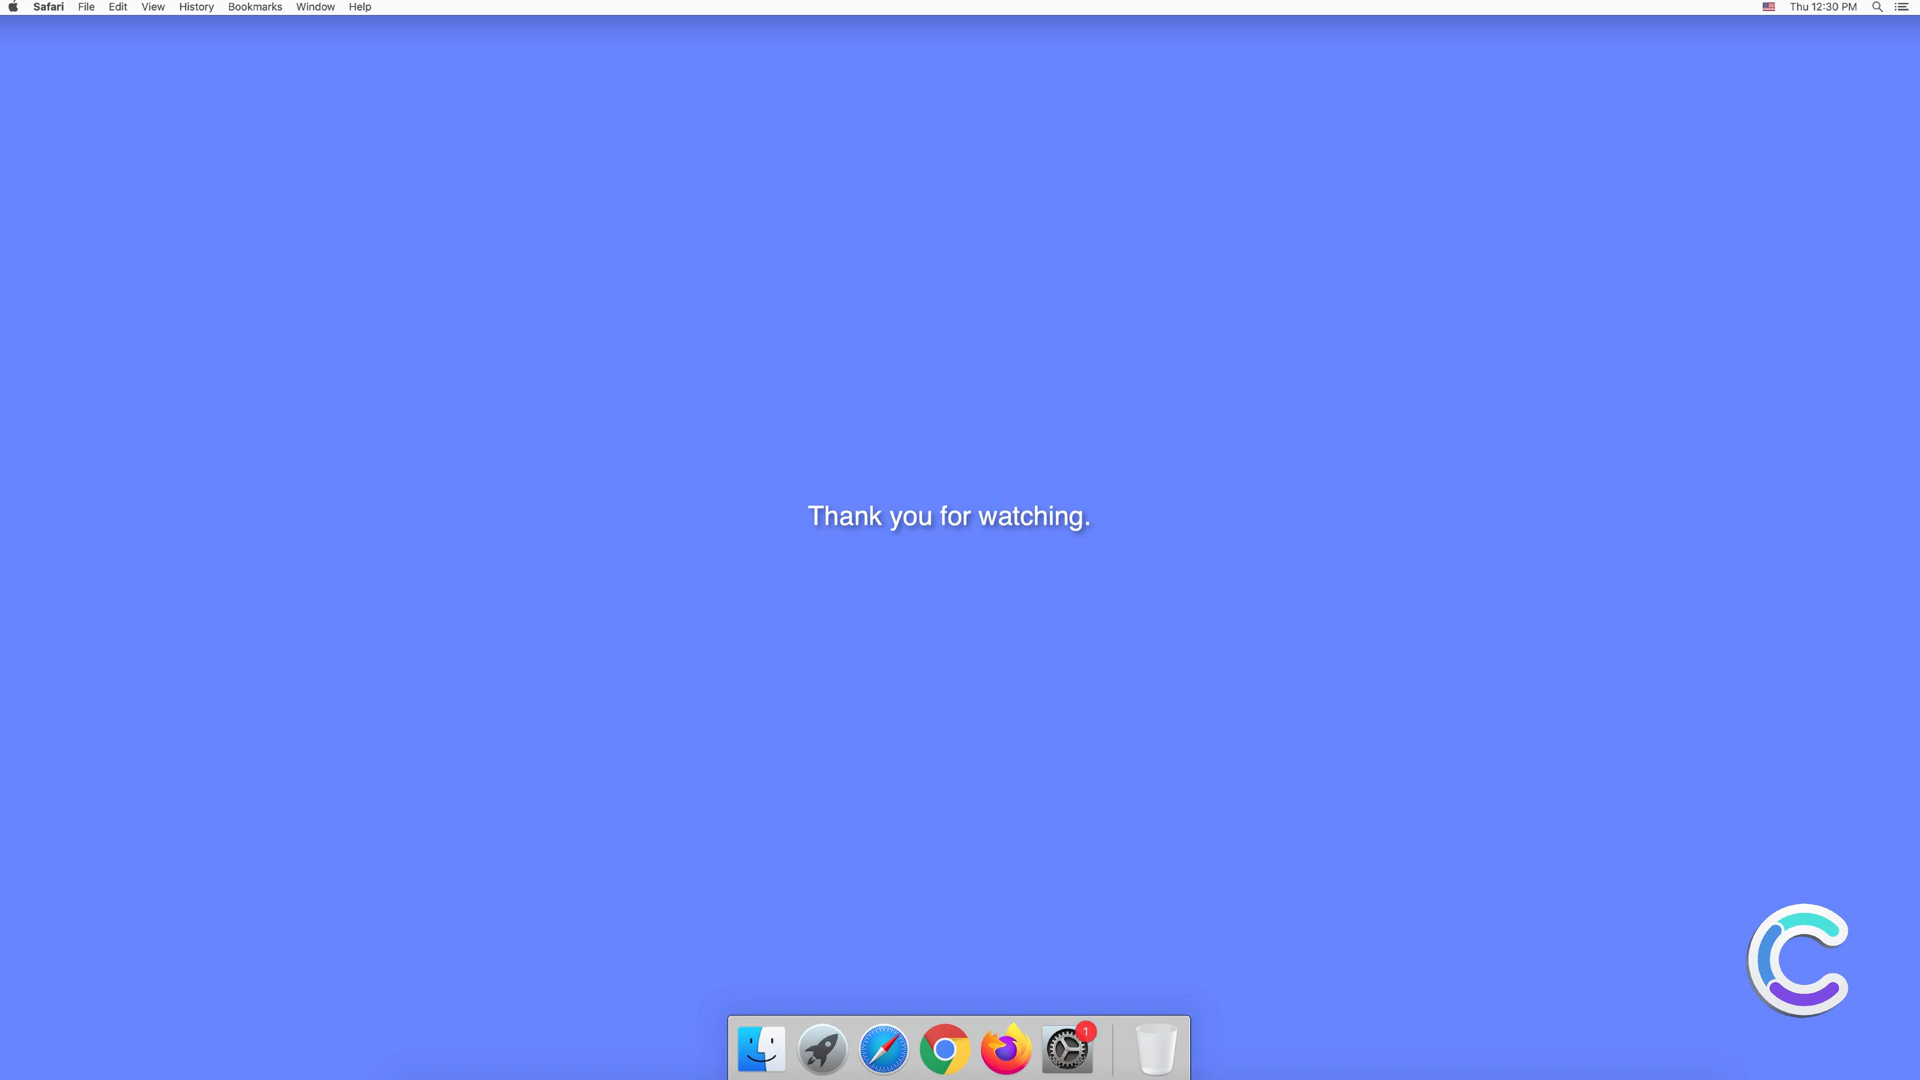 Safari File Edit View History Bookmarks Window Help Thu 12:30 PM
Thank you for watching.
1